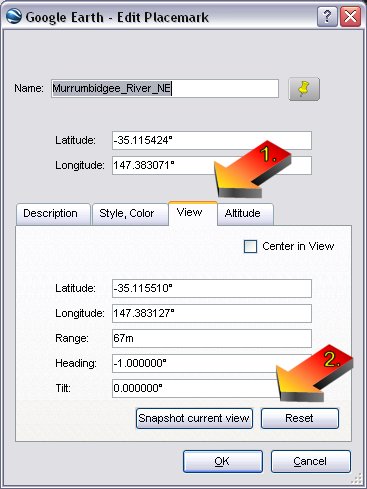 Google Earth - Edit Placemark
Name: Murrumbidgee_River_NE
Latitude: -35.115424°
Longitude: 147.383071°
1.
Description Style, Color View Altitude
Center in View
Latitude: -35.115510°
Longitude: 147.383127°
Range: 67m
Heading: -1.000000°
Tilt: 0.000000°
2.
Snapshot current view Reset
OK Cancel